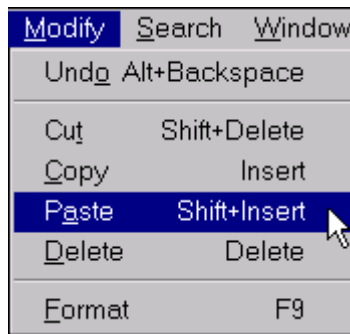 Modify Search Window
Undo Alt+Backspace
Cut Shift+Delete
Copy Insert
Paste Shift+Insert
Delete Delete
Format F9